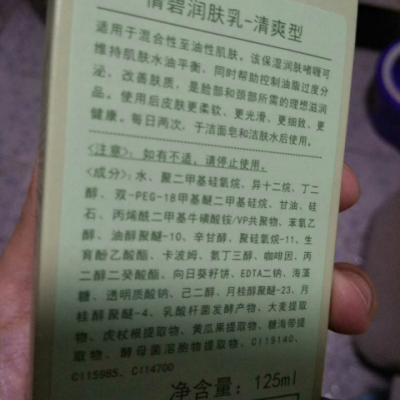 倩碧润肤乳-清爽型
适用于混合性至油性肌肤。该保湿润肤啫喱可
维持肌肤水油平衡，同时帮助控制油脂过度分
泌，改善肤质，是脸部和颈部所需的理想滋润
品。使用后皮肤更柔软、更光滑、更细致、更
健康。每日两次，于洁面皂和洁肤水后使用。
<注意>：如有不适，请停止使用。
<成分>：水、聚二甲基硅氧烷、异十二烷、丁二
醇、双-PEG-18甲基醚二甲基硅烷、甘油、硅
石、丙烯酰二甲基牛磺酸铵/VP共聚物、苯氧乙
醇、油醇聚醚-10、辛甘醇、聚硅氧烷-11、生
育酚乙酸酯、卡波姆、氨丁三醇、咖啡因、丙
二醇二癸酸酯、向日葵籽饼、EDTA二钠、海藻
糖、透明质酸钠、己二醇、月桂醇聚醚-23、月
桂醇聚醚-4、乳酸杆菌发酵产物、大麦提取
物、虎杖根提取物、黄瓜果提取物、糖海带提
取物、酵母菌溶胞物提取物、CI19140、
CI15985、CI14700
净含量：125ml